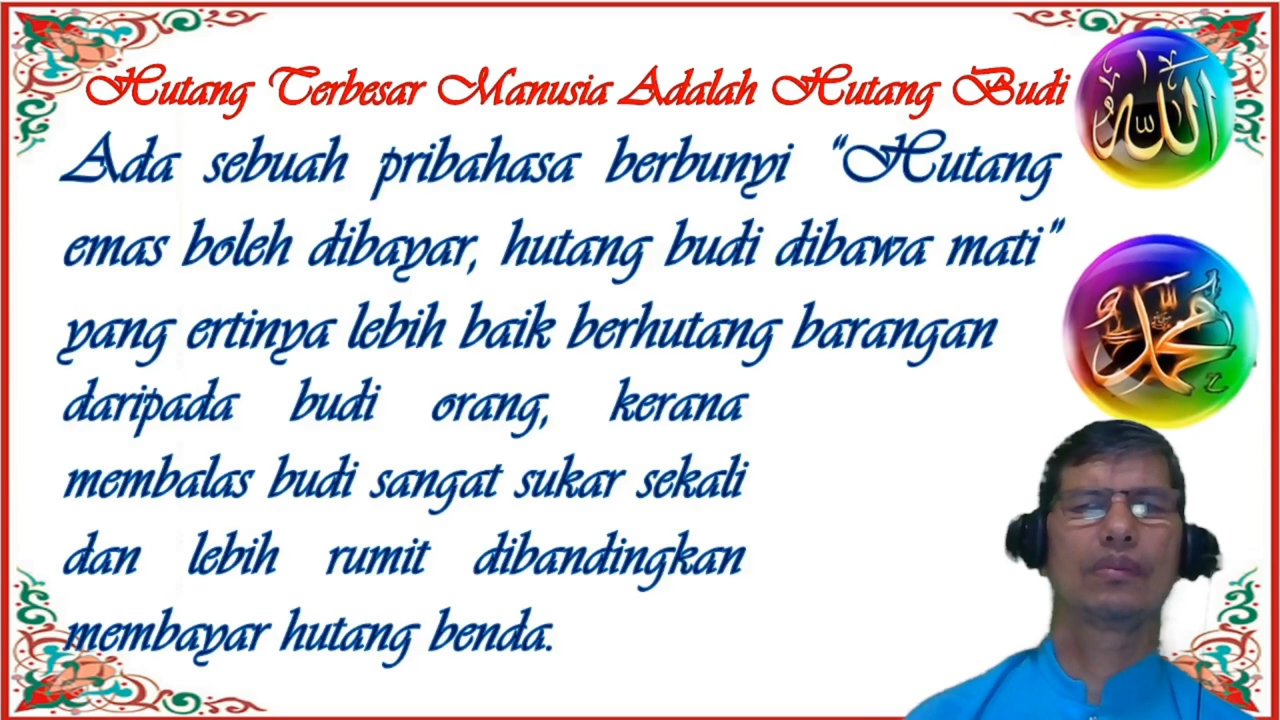 Hutang Terbesar Manusia Adalah Hutang Budi
Ada sebuah pribahasa berbunyi “Hutang
emas boleh dibayar, hutang budi dibawa mati”
yang ertinya lebih baik berhutang barangan
daripada budi orang, kerana
membalas budi sangat sukar sekali
dan lebih rumit dibandingkan
membayar hutang benda.
الله
محمد